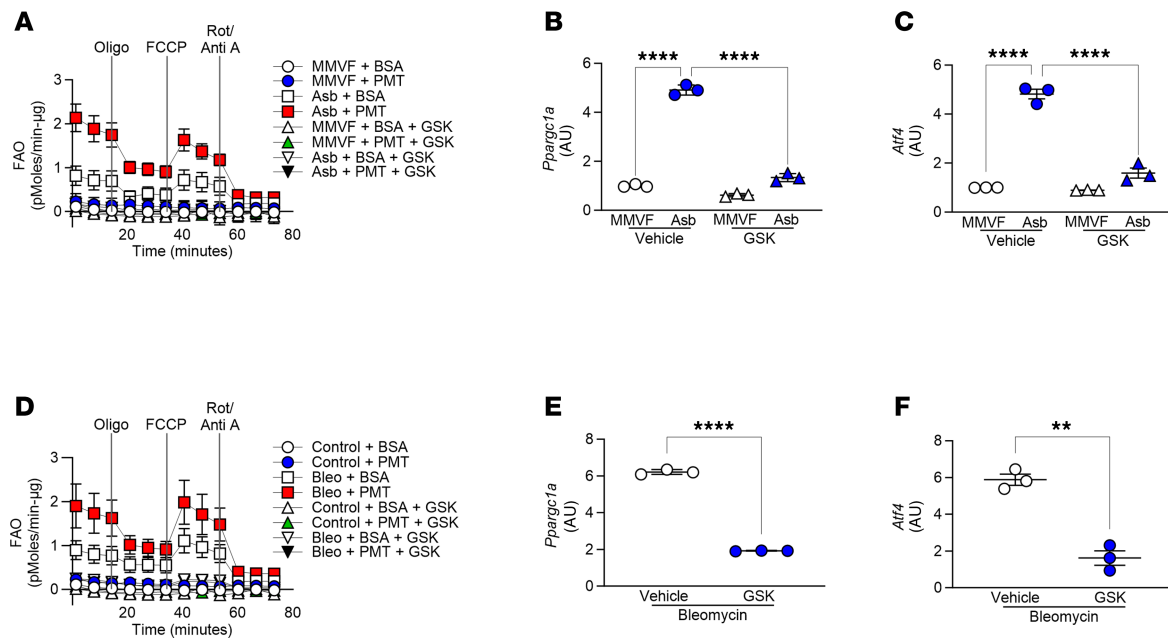 A
Oligo
FCCP
Rot/
Anti A
FAO
(pMoles/min-μg)
3
2
1
0
20
40
60
80
Time (minutes)
MMVF + BSA
MMVF + PMT
Asb + BSA
Asb + PMT
MMVF + BSA + GSK
MMVF + PMT + GSK
Asb + BSA + GSK
Asb + PMT + GSK
B
Ppargc1a
(AU)
6
4
2
0
****
****
MMVF
Asb
MMVF
Asb
Vehicle
GSK
C
Atf4
(AU)
6
4
2
0
****
****
MMVF
Asb
MMVF
Asb
Vehicle
GSK
D
Oligo
FCCP
Rot/
Anti A
FAO
(pMoles/min-μg)
3
2
1
0
20
40
60
80
Time (minutes)
Control + BSA
Control + PMT
Bleo + BSA
Bleo + PMT
Control + BSA + GSK
Control + PMT + GSK
Bleo + BSA + GSK
Bleo + PMT + GSK
E
Ppargc1a
(AU)
8
6
4
2
0
****
Vehicle
GSK
Bleomycin
F
Atf4
(AU)
8
6
4
2
0
**
Vehicle
GSK
Bleomycin